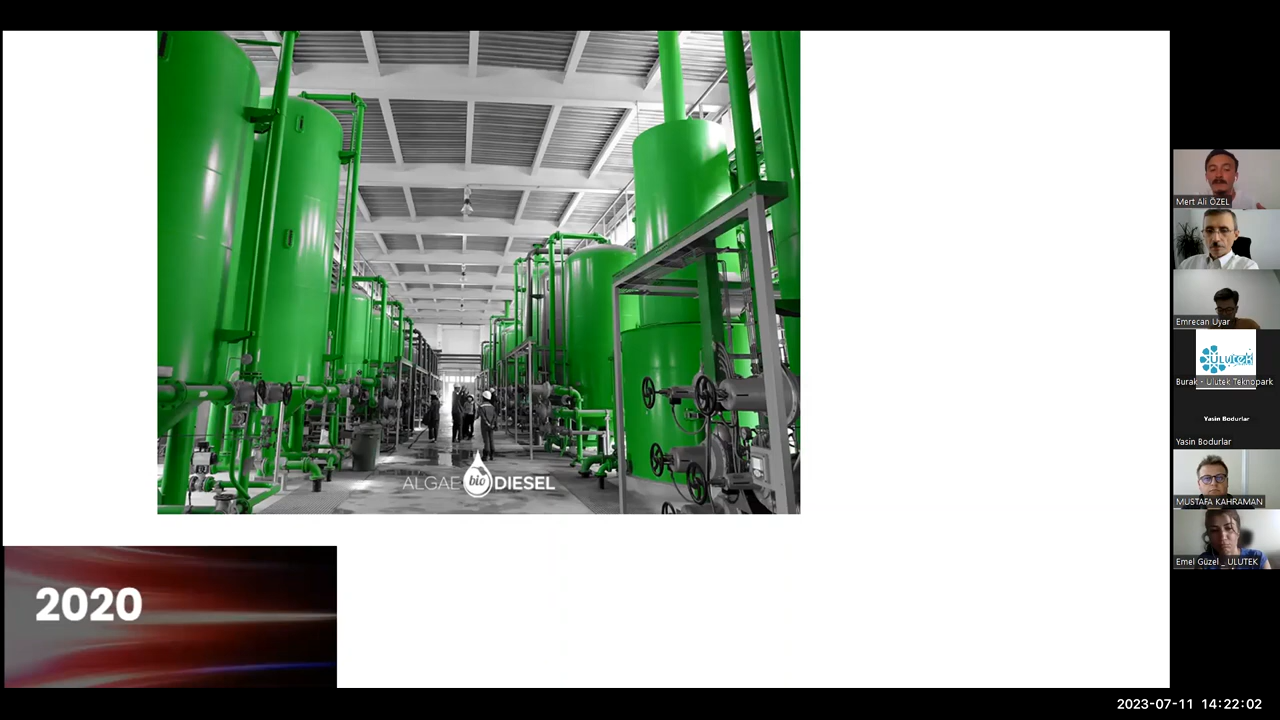 ALGAE bio DIESEL
2020
Mert Ali ÖZEL
Emrecan Uyar
ULUTEK
Burak - Ulutek Teknopark
Yasin Bodurlar
Yasin Bodurlar
MUSTAFA KAHRAMAN
Emel Güzel _ ULUTEK
2023-07-11 14:22:02